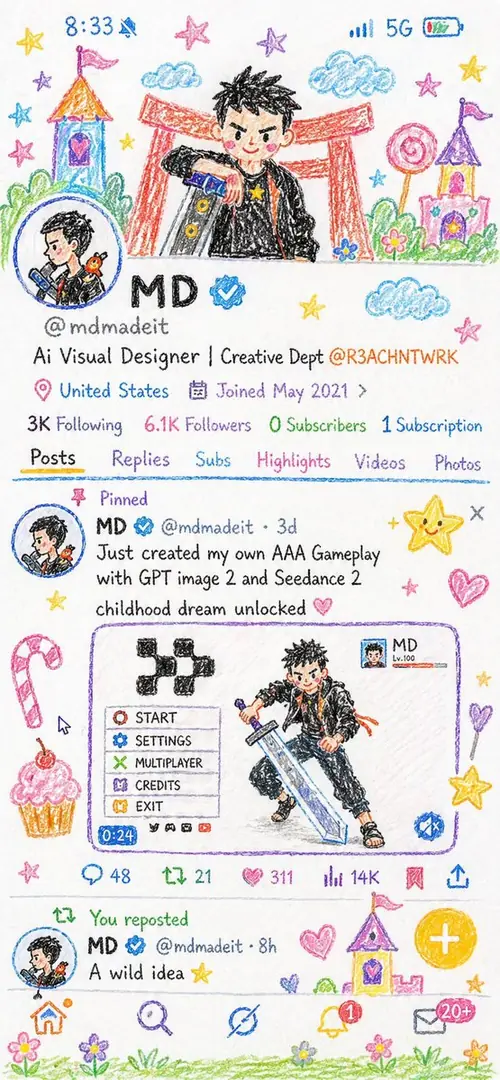 8:33 5G
MD
@mdmadeit
Ai Visual Designer | Creative Dept @R3ACHNTWRK
United States Joined May 2021 >
3K Following 6.1K Followers 0 Subscribers 1 Subscription
Posts Replies Subs Highlights Videos Photos
Pinned
MD @mdmadeit · 3d
Just created my own AAA Gameplay
with GPT image 2 and Seedance 2
childhood dream unlocked
MD
Lv.100
START
SETTINGS
MULTIPLAYER
CREDITS
EXIT
0:24
48 21 311 14K
You reposted
MD @mdmadeit · 8h
A wild idea
1 20+